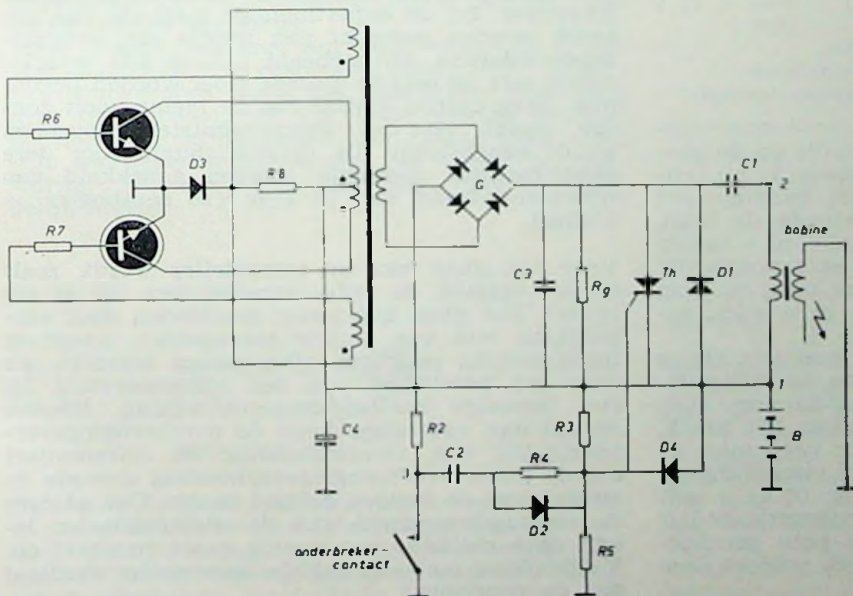 R6
D3
R8
R7
G
C1
2
bobine
C3
Rg
Th
D1
1
C4
R2
R3
B
3
C2
R4
D4
D2
onderbreker-
contact
R5